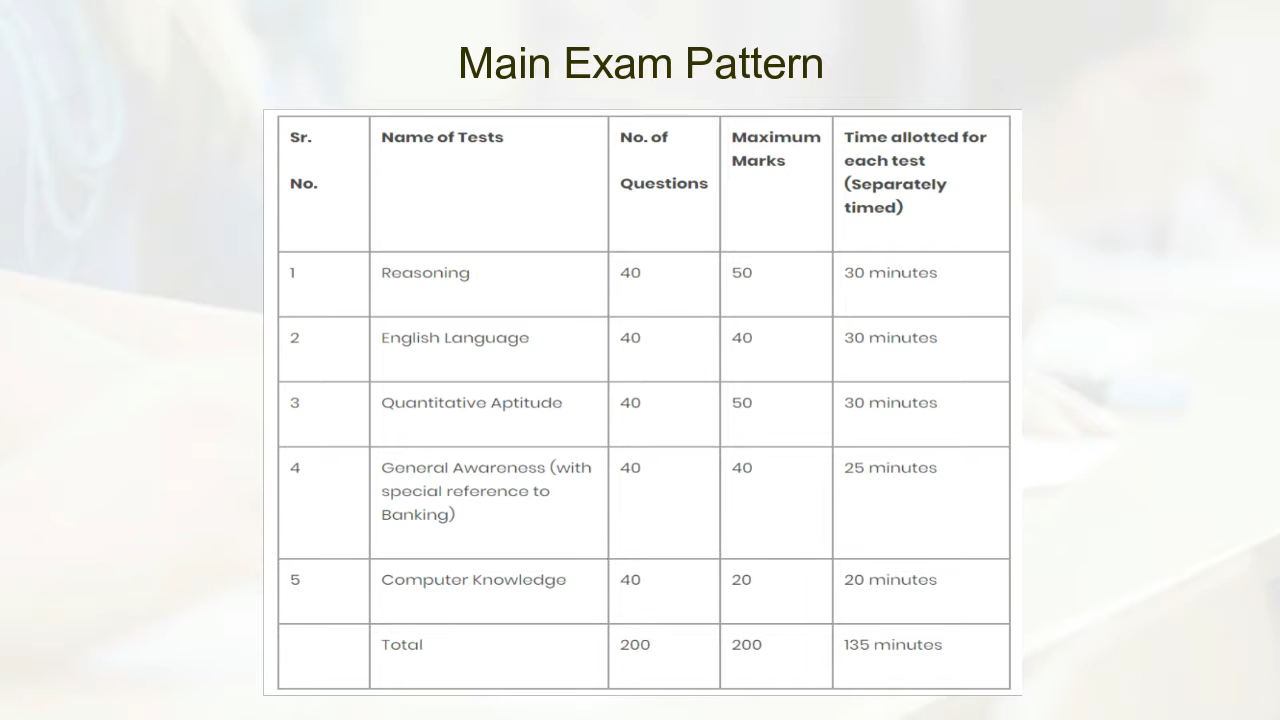 Main Exam Pattern
Sr. Name of Tests No. of Maximum Time allotted for
Marks each test
No. Questions (Separately
timed)
1 Reasoning 40 50 30 minutes
2 English Language 40 40 30 minutes
3 Quantitative Aptitude 40 50 30 minutes
4 General Awareness (with 40 40 25 minutes
special reference to
Banking)
5 Computer Knowledge 40 20 20 minutes
Total 200 200 135 minutes